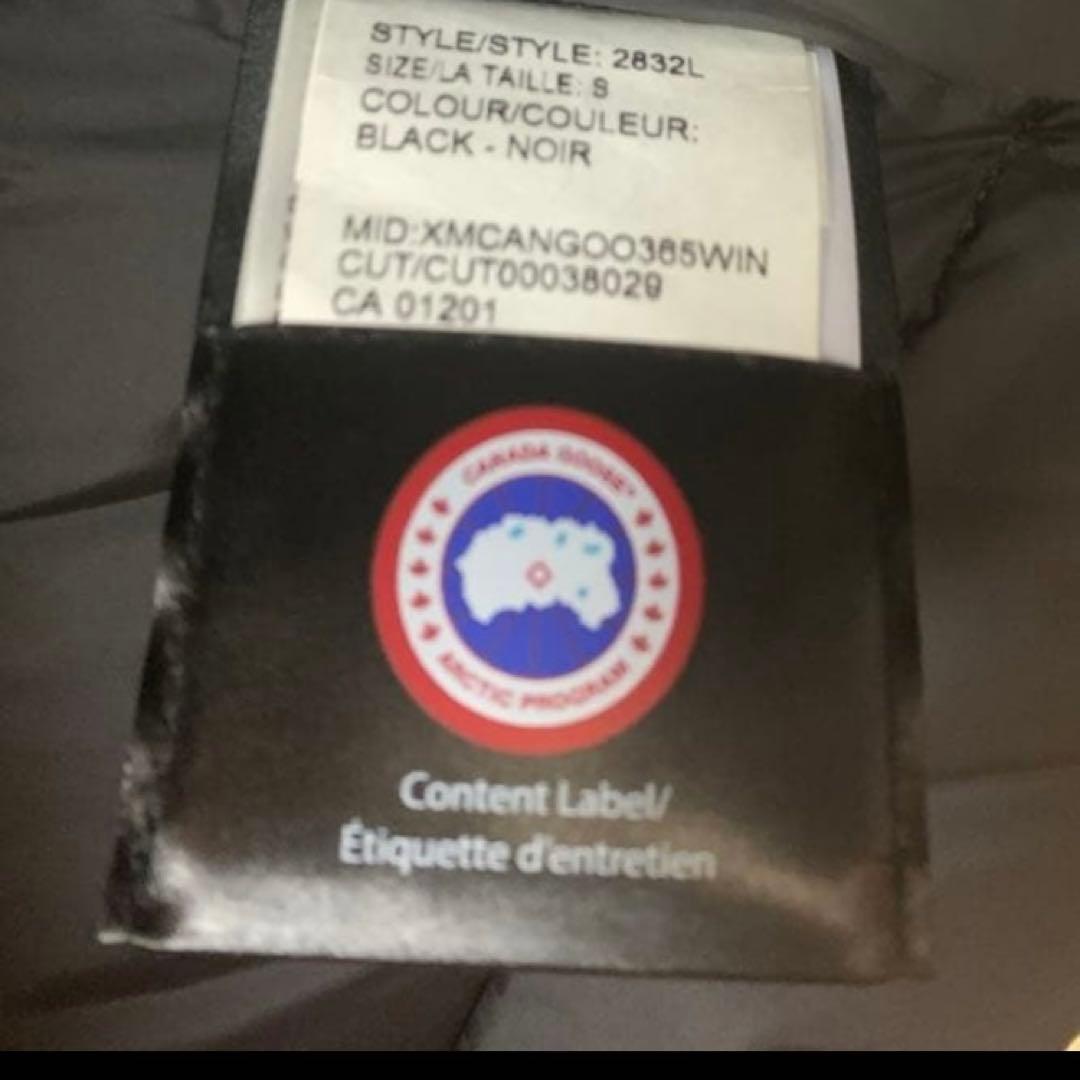 STYLE/STYLE: 2832L
SIZE/LA TAILLE: S
COLOUR/COULEUR:
BLACK - NOIR
MID:XMCANGOO365WIN
CUT/CUT00038029
CA 01201
CANADA GOOSE
ARCTIC PROGRAM
Content Label/
Étiquette d'entretien